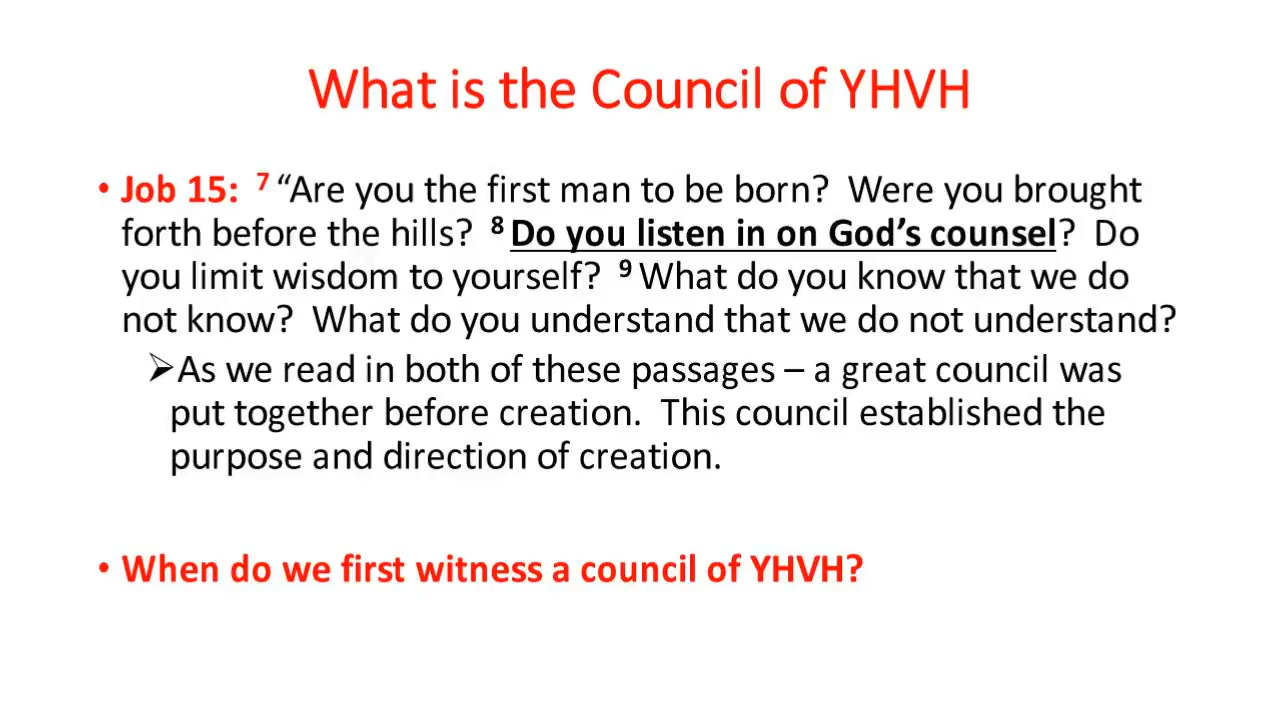 What is the Council of YHVH
• Job 15: 7 “Are you the first man to be born? Were you brought
forth before the hills? 8 Do you listen in on God’s counsel? Do
you limit wisdom to yourself? 9 What do you know that we do
not know? What do you understand that we do not understand?
➢As we read in both of these passages – a great council was
put together before creation. This council established the
purpose and direction of creation.
• When do we first witness a council of YHVH?